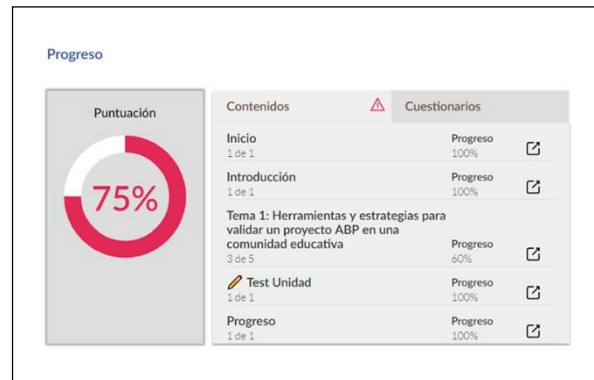 Progreso
Puntuación
75%
Contenidos
Cuestionarios
Inicio
1 de 1
Progreso
100%
Introducción
1 de 1
Progreso
100%
Tema 1: Herramientas y estrategias para
validar un proyecto ABP en una
comunidad educativa
3 de 5
Progreso
60%
Test Unidad
1 de 1
Progreso
100%
Progreso
1 de 1
Progreso
100%